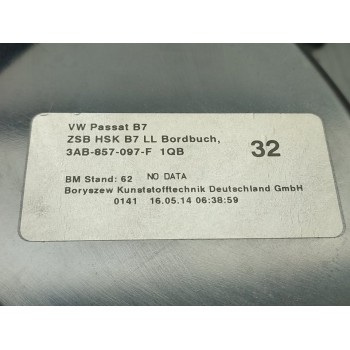 VW Passat B7
ZSB HSK B7 LL Bordbuch,
3AB-857-097-F 1QB
32
BM Stand: 62 NO DATA
Boryszew Kunststofftechnik Deutschland GmbH
0141 16.05.14 06:38:59